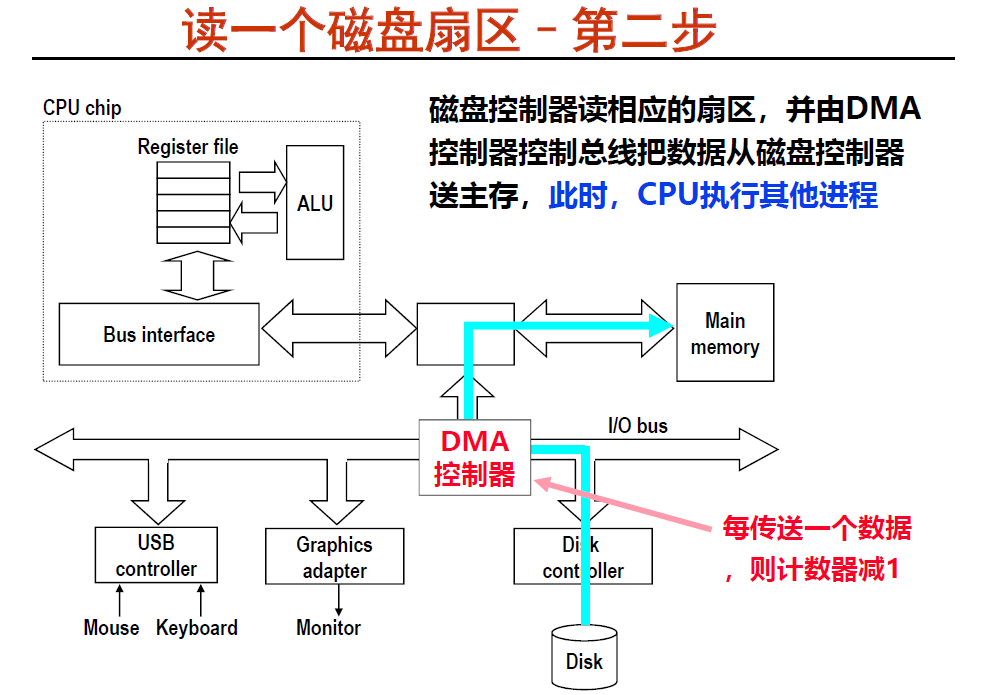 读一个磁盘扇区－第二步
CPU chip
磁盘控制器读相应的扇区，并由DMA
控制器控制总线把数据从磁盘控制器
送主存，此时，CPU执行其他进程
Register file
ALU
Bus interface
Main
memory
I/O bus
DMA
控制器
每传送一个数据
，则计数器减1
USB
controller
Graphics
adapter
Disk
controller
Mouse
Keyboard
Monitor
Disk